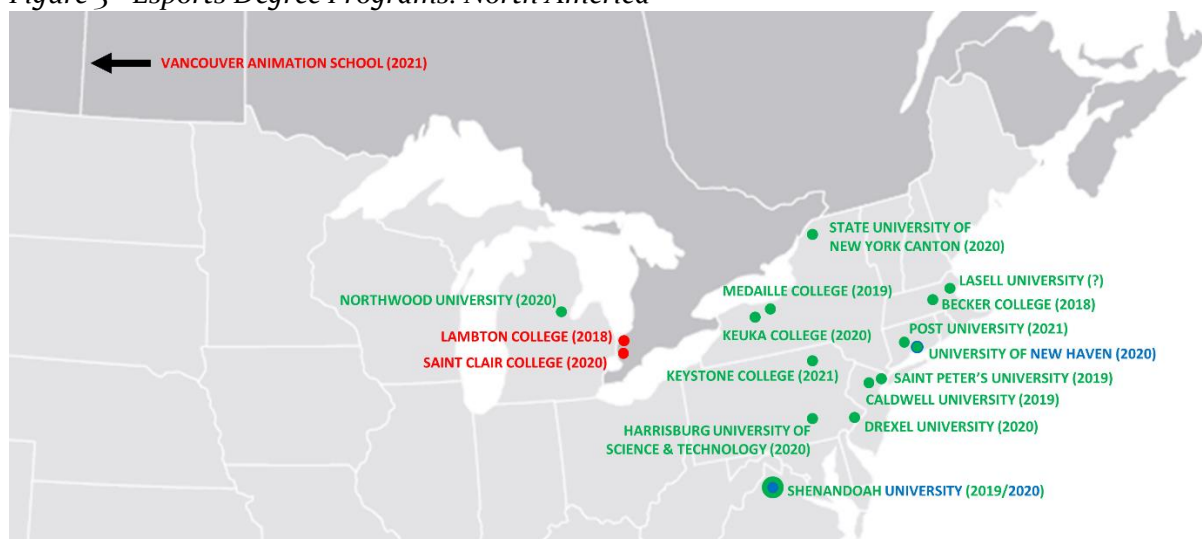 Figure 3 - Esports Degree Programs: North America
VANCOUVER ANIMATION SCHOOL (2021)
STATE UNIVERSITY OF
NEW YORK CANTON (2020)
LASELL UNIVERSITY (?)
MEDAILLE COLLEGE (2019)
NORTHWOOD UNIVERSITY (2020)
BECKER COLLEGE (2018)
POST UNIVERSITY (2021)
LAMBTON COLLEGE (2018)
KEUKA COLLEGE (2020)
UNIVERSITY OF NEW HAVEN (2020)
SAINT CLAIR COLLEGE (2020)
KEYSTONE COLLEGE (2021)
SAINT PETER'S UNIVERSITY (2019)
CALDWELL UNIVERSITY (2019)
HARRISBURG UNIVERSITY OF
SCIENCE & TECHNOLOGY (2020)
DREXEL UNIVERSITY (2020)
SHENANDOAH UNIVERSITY (2019/2020)